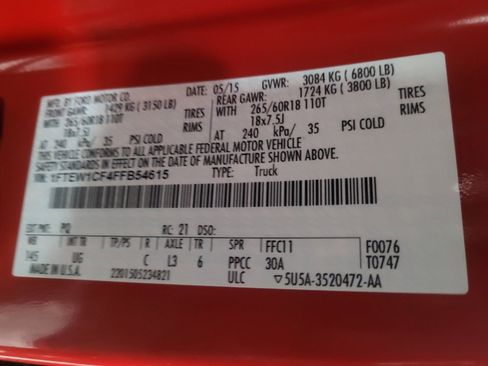 MFD. BY FORD MOTOR CO.
DATE: 05/15 GVWR: 3084 KG ( 6800 LB)
FRONT GAWR: 1429 KG ( 3150 LB) REAR GAWR: 1724 KG ( 3800 LB)
WITH 265/60R18 110T TIRES WITH 265/60R18 110T TIRES
18x7.5J RIMS 18x7.5J RIMS
AT 240 kPa/ 35 PSI COLD AT 240 kPa/ 35 PSI COLD
THIS VEHICLE CONFORMS TO ALL APPLICABLE FEDERAL MOTOR VEHICLE
SAFETY STANDARDS IN EFFECT ON THE DATE OF MANUFACTURE SHOWN ABOVE.
VIN: 1FTEW1CF4FFB54615 TYPE: Truck
EXT PNT: PQ RC: 21 DSO:
WB INT TR TP/PS R AXLE TR SPR FFC11 F0076
145 UG C L3 6 PPCC 30A T0747
MADE IN U.S.A. 2201505234821 ULC ▽5U5A-3520472-AA